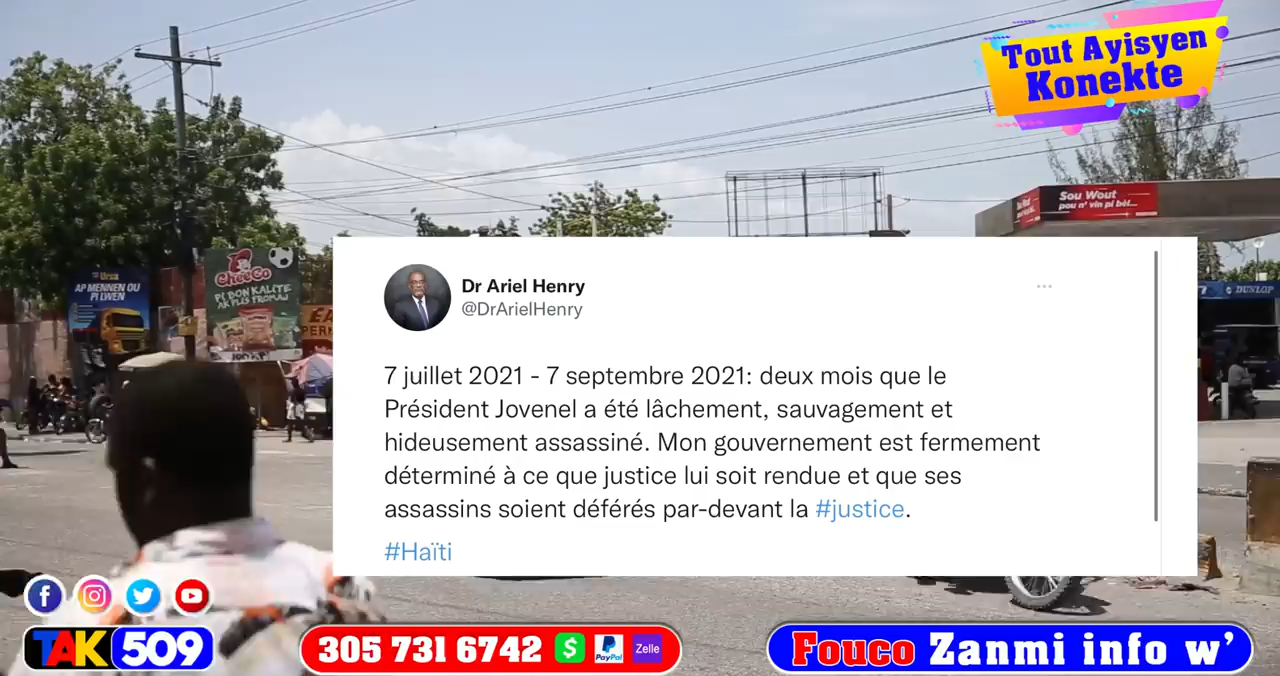 Tout Ayisyen
Konekte
Sou Wout
pou n' vin pi bèl...
Ursa
AP MENNEN OU
PI LWEN
CheeCo
PI BON KALITE
AK PLIS FROMAJ
DUNLOP
Dr Ariel Henry
@DrArielHenry
7 juillet 2021 - 7 septembre 2021: deux mois que le
Président Jovenel a été lâchement, sauvagement et
hideusement assassiné. Mon gouvernement est fermement
déterminé à ce que justice lui soit rendue et que ses
assassins soient déférés par-devant la #justice.
#Haïti
TAK 509
305 731 6742 $ PayPal Zelle
Fouco Zanmi info w'